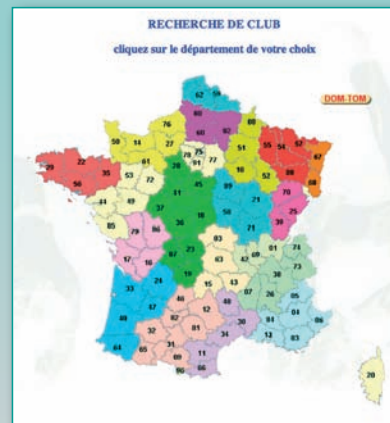 RECHERCHE DE CLUB
cliquez sur le département de votre choix
DOM-TOM
62 59
80
76 60 02 08
50 14 27 55 54 57 67
61 78 75 77 51
91 10 52 88 68
29 22 35 53 72 28
56 45 89 70
44 49 41 21 25
37 18 58 39
85 79 86 36 71
17 16 87 23 03 01 74
19 63 42 69 73
24 15 43 38
33 07 26 05
46 48
47 12 04 06
40 82 30 84
32 81 34 13 83
64 65 31 11
09 66
20